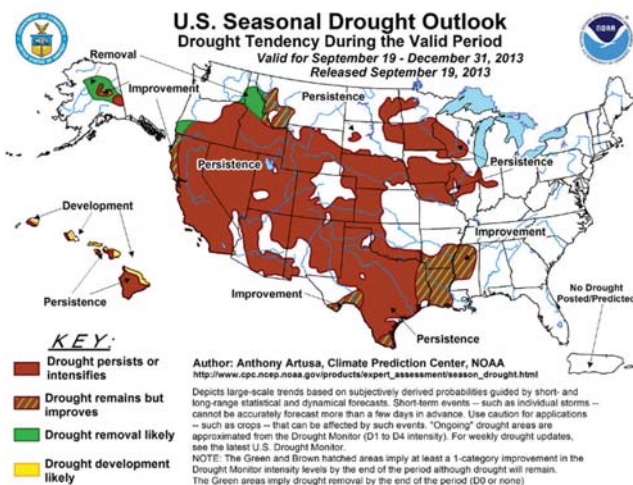 U.S. Seasonal Drought Outlook
Drought Tendency During the Valid Period
Valid for September 19 - December 31, 2013
Released September 19, 2013
NOAA
Removal
Improvement
Persistence
Persistence
Persistence
Development
Improvement
Persistence
Improvement
No Drought
Posted/Predicted
Persistence
KEY:
Drought persists or
intensifies
Drought remains but
improves
Drought removal likely
Drought development
likely
Author: Anthony Artusa, Climate Prediction Center, NOAA
http://www.cpc.ncep.noaa.gov/products/expert_assessment/season_drought.html
Depicts large-scale trends based on subjectively derived probabilities guided by short- and
long-range statistical and dynamical forecasts. Short-term events -- such as individual storms --
cannot be accurately forecast more than a few days in advance. Use caution for applications
-- such as crops -- that can be affected by such events. "Ongoing" drought areas are
approximated from the Drought Monitor (D1 to D4 intensity). For weekly drought updates,
see the latest U.S. Drought Monitor.
NOTE: The Green and Brown hatched areas imply at least a 1-category improvement in the
Drought Monitor intensity levels by the end of the period although drought will remain.
The Green areas imply drought removal by the end of the period (D0 or none)